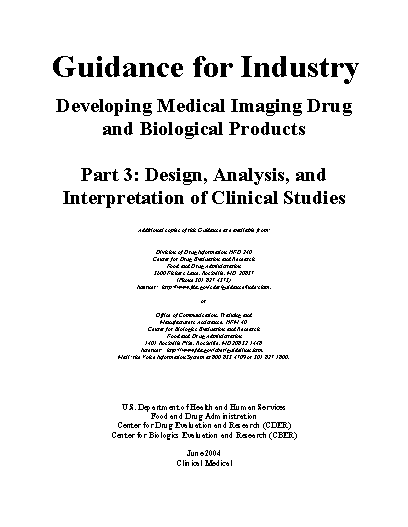 Guidance for Industry
Developing Medical Imaging Drug
and Biological Products
Part 3: Design, Analysis, and
Interpretation of Clinical Studies
Additional copies of this Guidance are available from:
Division of Drug Information, HFD-240
Center for Drug Evaluation and Research
Food and Drug Administration
5600 Fishers Lane, Rockville, MD 20857
(Phone 301-827-4573)
Internet: http://www.fda.gov/cder/guidance/index.htm.
or
Office of Communication, Training and
Manufacturers Assistance, HFM-40
Center for Biologics Evaluation and Research
Food and Drug Administration
1401 Rockville Pike, Rockville, MD 20852-1448
Internet: http://www.fda.gov/cber/guidelines.htm.
Mail: the Voice Information System at 800-835-4709 or 301-827-1800.
U.S. Department of Health and Human Services
Food and Drug Administration
Center for Drug Evaluation and Research (CDER)
Center for Biologics Evaluation and Research (CBER)
June 2004
Clinical Medical